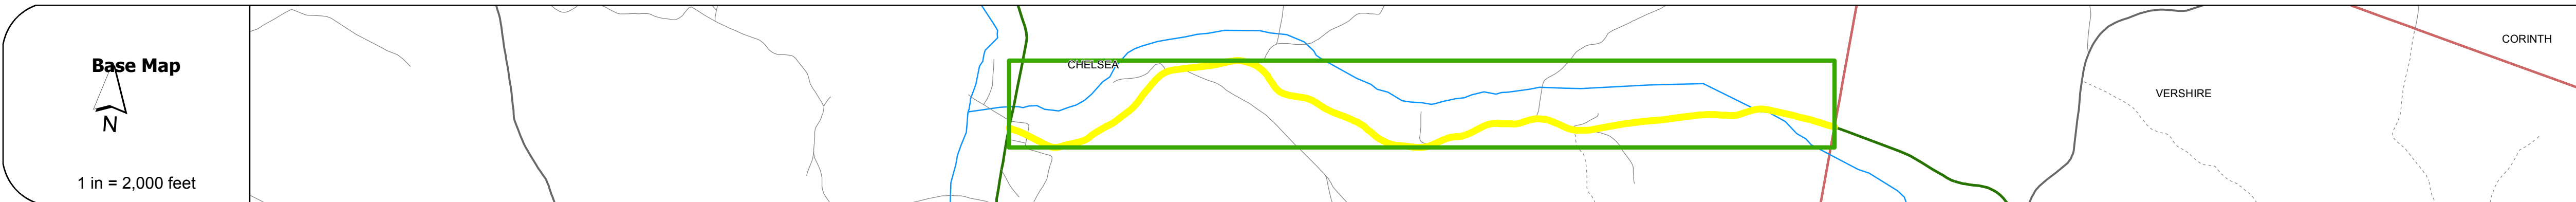 Base Map
N
1 in = 2,000 feet
CHELSEA
VERSHIRE
CORINTH